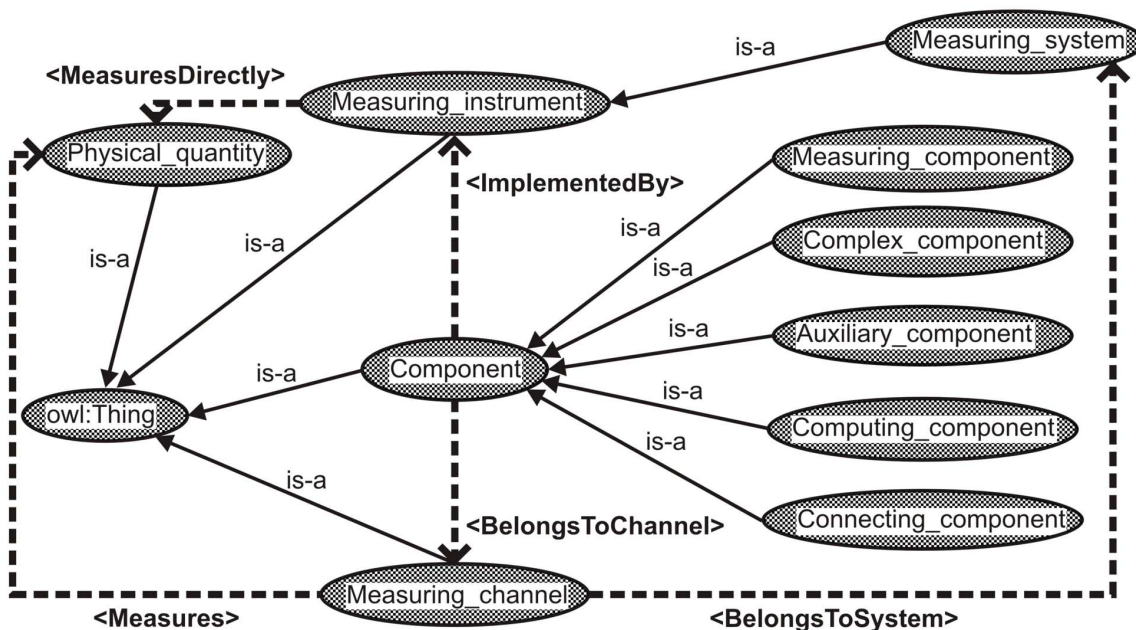 Measuring_system
is-a
<MeasuresDirectly>
Measuring_instrument
Physical_quantity
Measuring_component
<ImplementedBy>
is-a
is-a
is-a
Complex_component
is-a
is-a
Auxiliary_component
Component
is-a
is-a
owl:Thing
Computing_component
is-a
is-a
Connecting_component
<BelongsToChannel>
Measuring_channel
<Measures>
<BelongsToSystem>